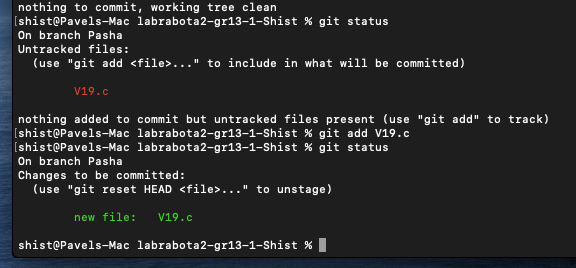 nothing to commit, working tree clean
[shist@Pavels-Mac labrabota2-gr13-1-Shist % git status
On branch Pasha
Untracked files:
  (use "git add <file>..." to include in what will be committed)
V19.c
nothing added to commit but untracked files present (use "git add" to track)
[shist@Pavels-Mac labrabota2-gr13-1-Shist % git add V19.c
[shist@Pavels-Mac labrabota2-gr13-1-Shist % git status
On branch Pasha
Changes to be committed:
  (use "git reset HEAD <file>..." to unstage)
new file:   V19.c
shist@Pavels-Mac labrabota2-gr13-1-Shist %